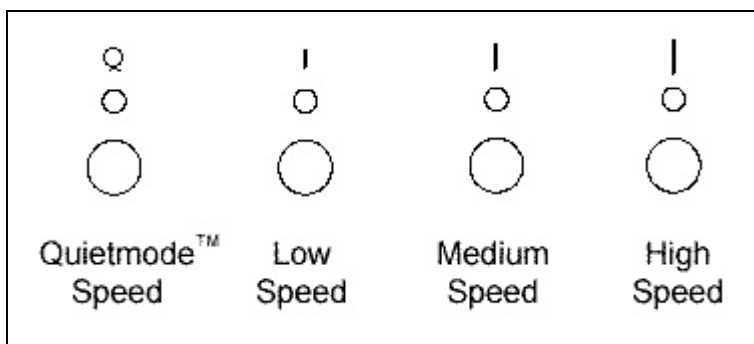 Q
Quietmode™ Speed
Low Speed
Medium Speed
High Speed